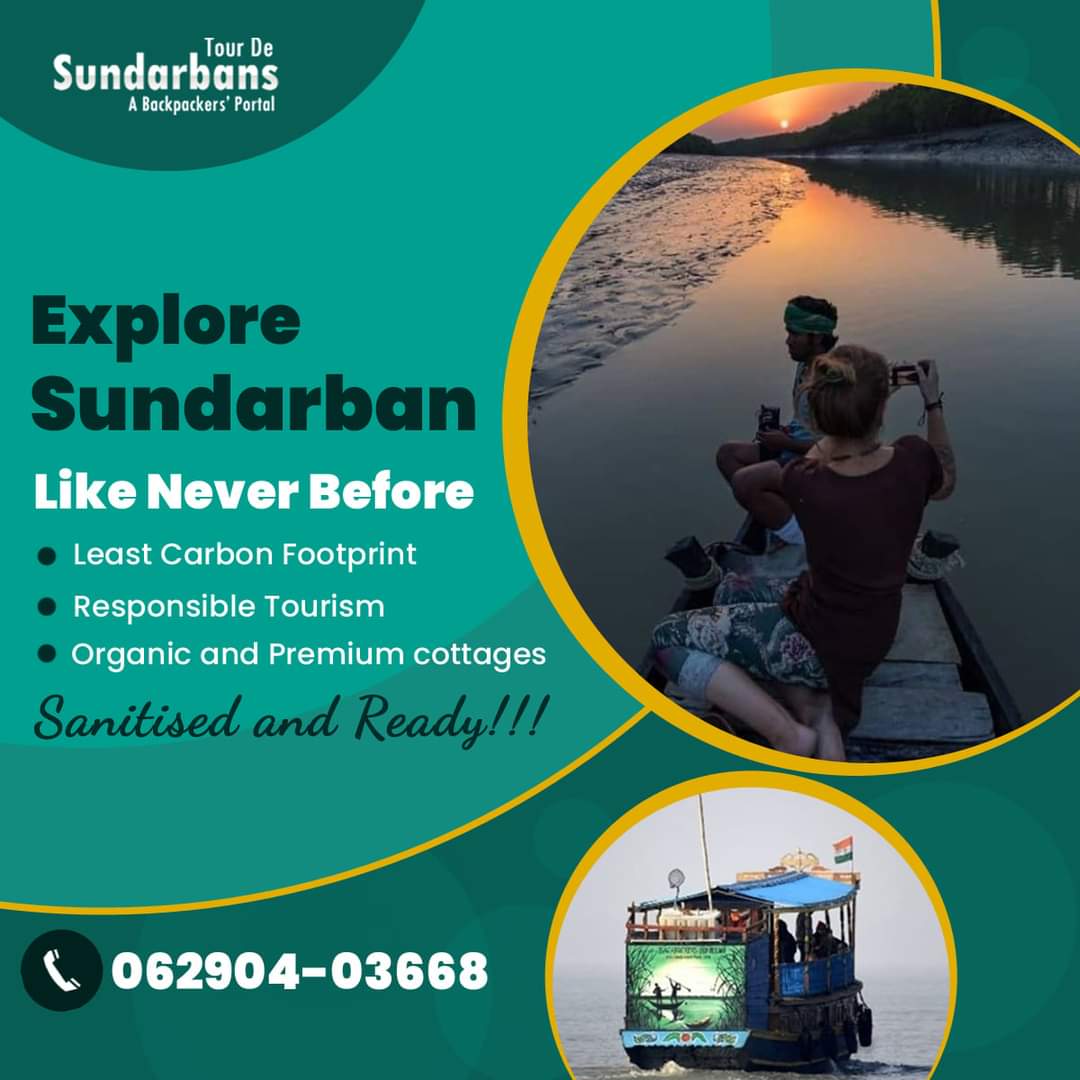 Tour De
Sundarbans
A Backpackers' Portal
Explore
Sundarban
Like Never Before
Least Carbon Footprint
Responsible Tourism
Organic and Premium cottages
Sanitised and Ready!!!
062904-03668